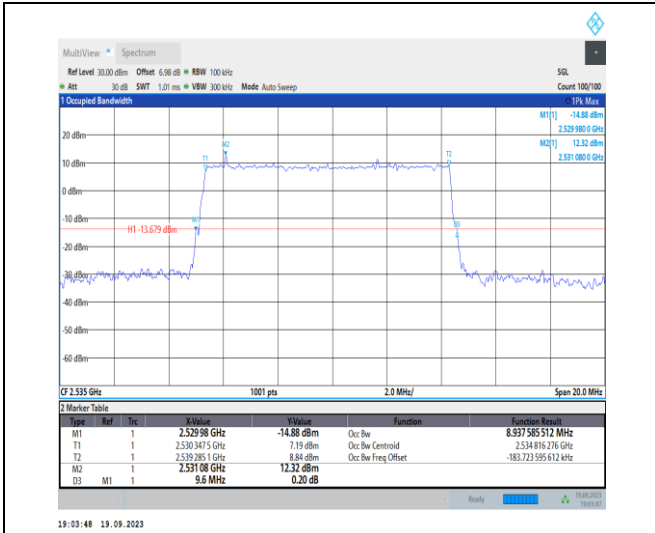 MultiView Spectrum
Ref Level 30.00 dBm Offset 6.98 dB RBW 100 kHz SGL
Att 30 dB SWT 1.01 ms VBW 300 kHz Mode Auto Sweep Count 100/100
1 Occupied Bandwidth 1Pk Max
M1[1] -14.88 dBm
2.529 980 0 GHz
M2[1] 12.32 dBm
2.531 080 0 GHz
20 dBm
M2
T1
T2
10 dBm
0 dBm
-10 dBm
M1
H1 -13.679 dBm
-30 dBm
-40 dBm
-50 dBm
-60 dBm
CF 2.535 GHz 1001 pts 2.0 MHz/ Span 20.0 MHz
2 Marker Table
Type Ref Trc X-Value Y-Value Function Function Result
M1 1 2.52998 GHz -14.88 dBm Occ Bw 8.937 585 512 MHz
T1 1 2.530 347 5 GHz 7.19 dBm Occ Bw Centroid 2.534 816 276 GHz
T2 1 2.539 285 1 GHz 8.84 dBm Occ Bw Freq Offset -183.723 595 612 kHz
M2 1 2.53108 GHz 12.32 dBm
D3 M1 1 9.6 MHz 0.20 dB
Ready 19.09.2023
19:03:47
19:03:48 19.09.2023